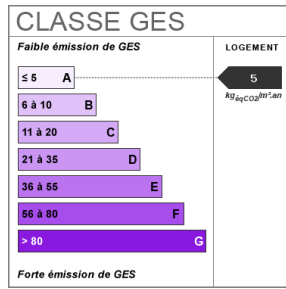 CLASSE GES
Faible émission de GES
LOGEMENT
≤ 5 A
5
kgéqCO2/m².an
6 à 10 B
11 à 20 C
21 à 35 D
36 à 55 E
56 à 80 F
> 80 G
Forte émission de GES